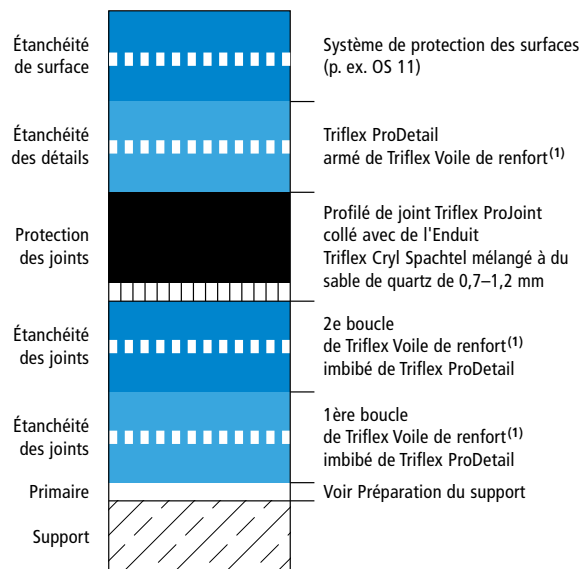 Étanchéité
de surface
Système de protection des surfaces
(p. ex. OS 11)
Étanchéité
des détails
Triflex ProDetail
armé de Triflex Voile de renfort(1)
Protection
des joints
Profilé de joint Triflex ProJoint
collé avec de l'Enduit
Triflex Cryl Spachtel mélangé à du
sable de quartz de 0,7–1,2 mm
Étanchéité
des joints
2e boucle
de Triflex Voile de renfort(1)
imbibé de Triflex ProDetail
Étanchéité
des joints
1ère boucle
de Triflex Voile de renfort(1)
imbibé de Triflex ProDetail
Primaire
Voir Préparation du support
Support